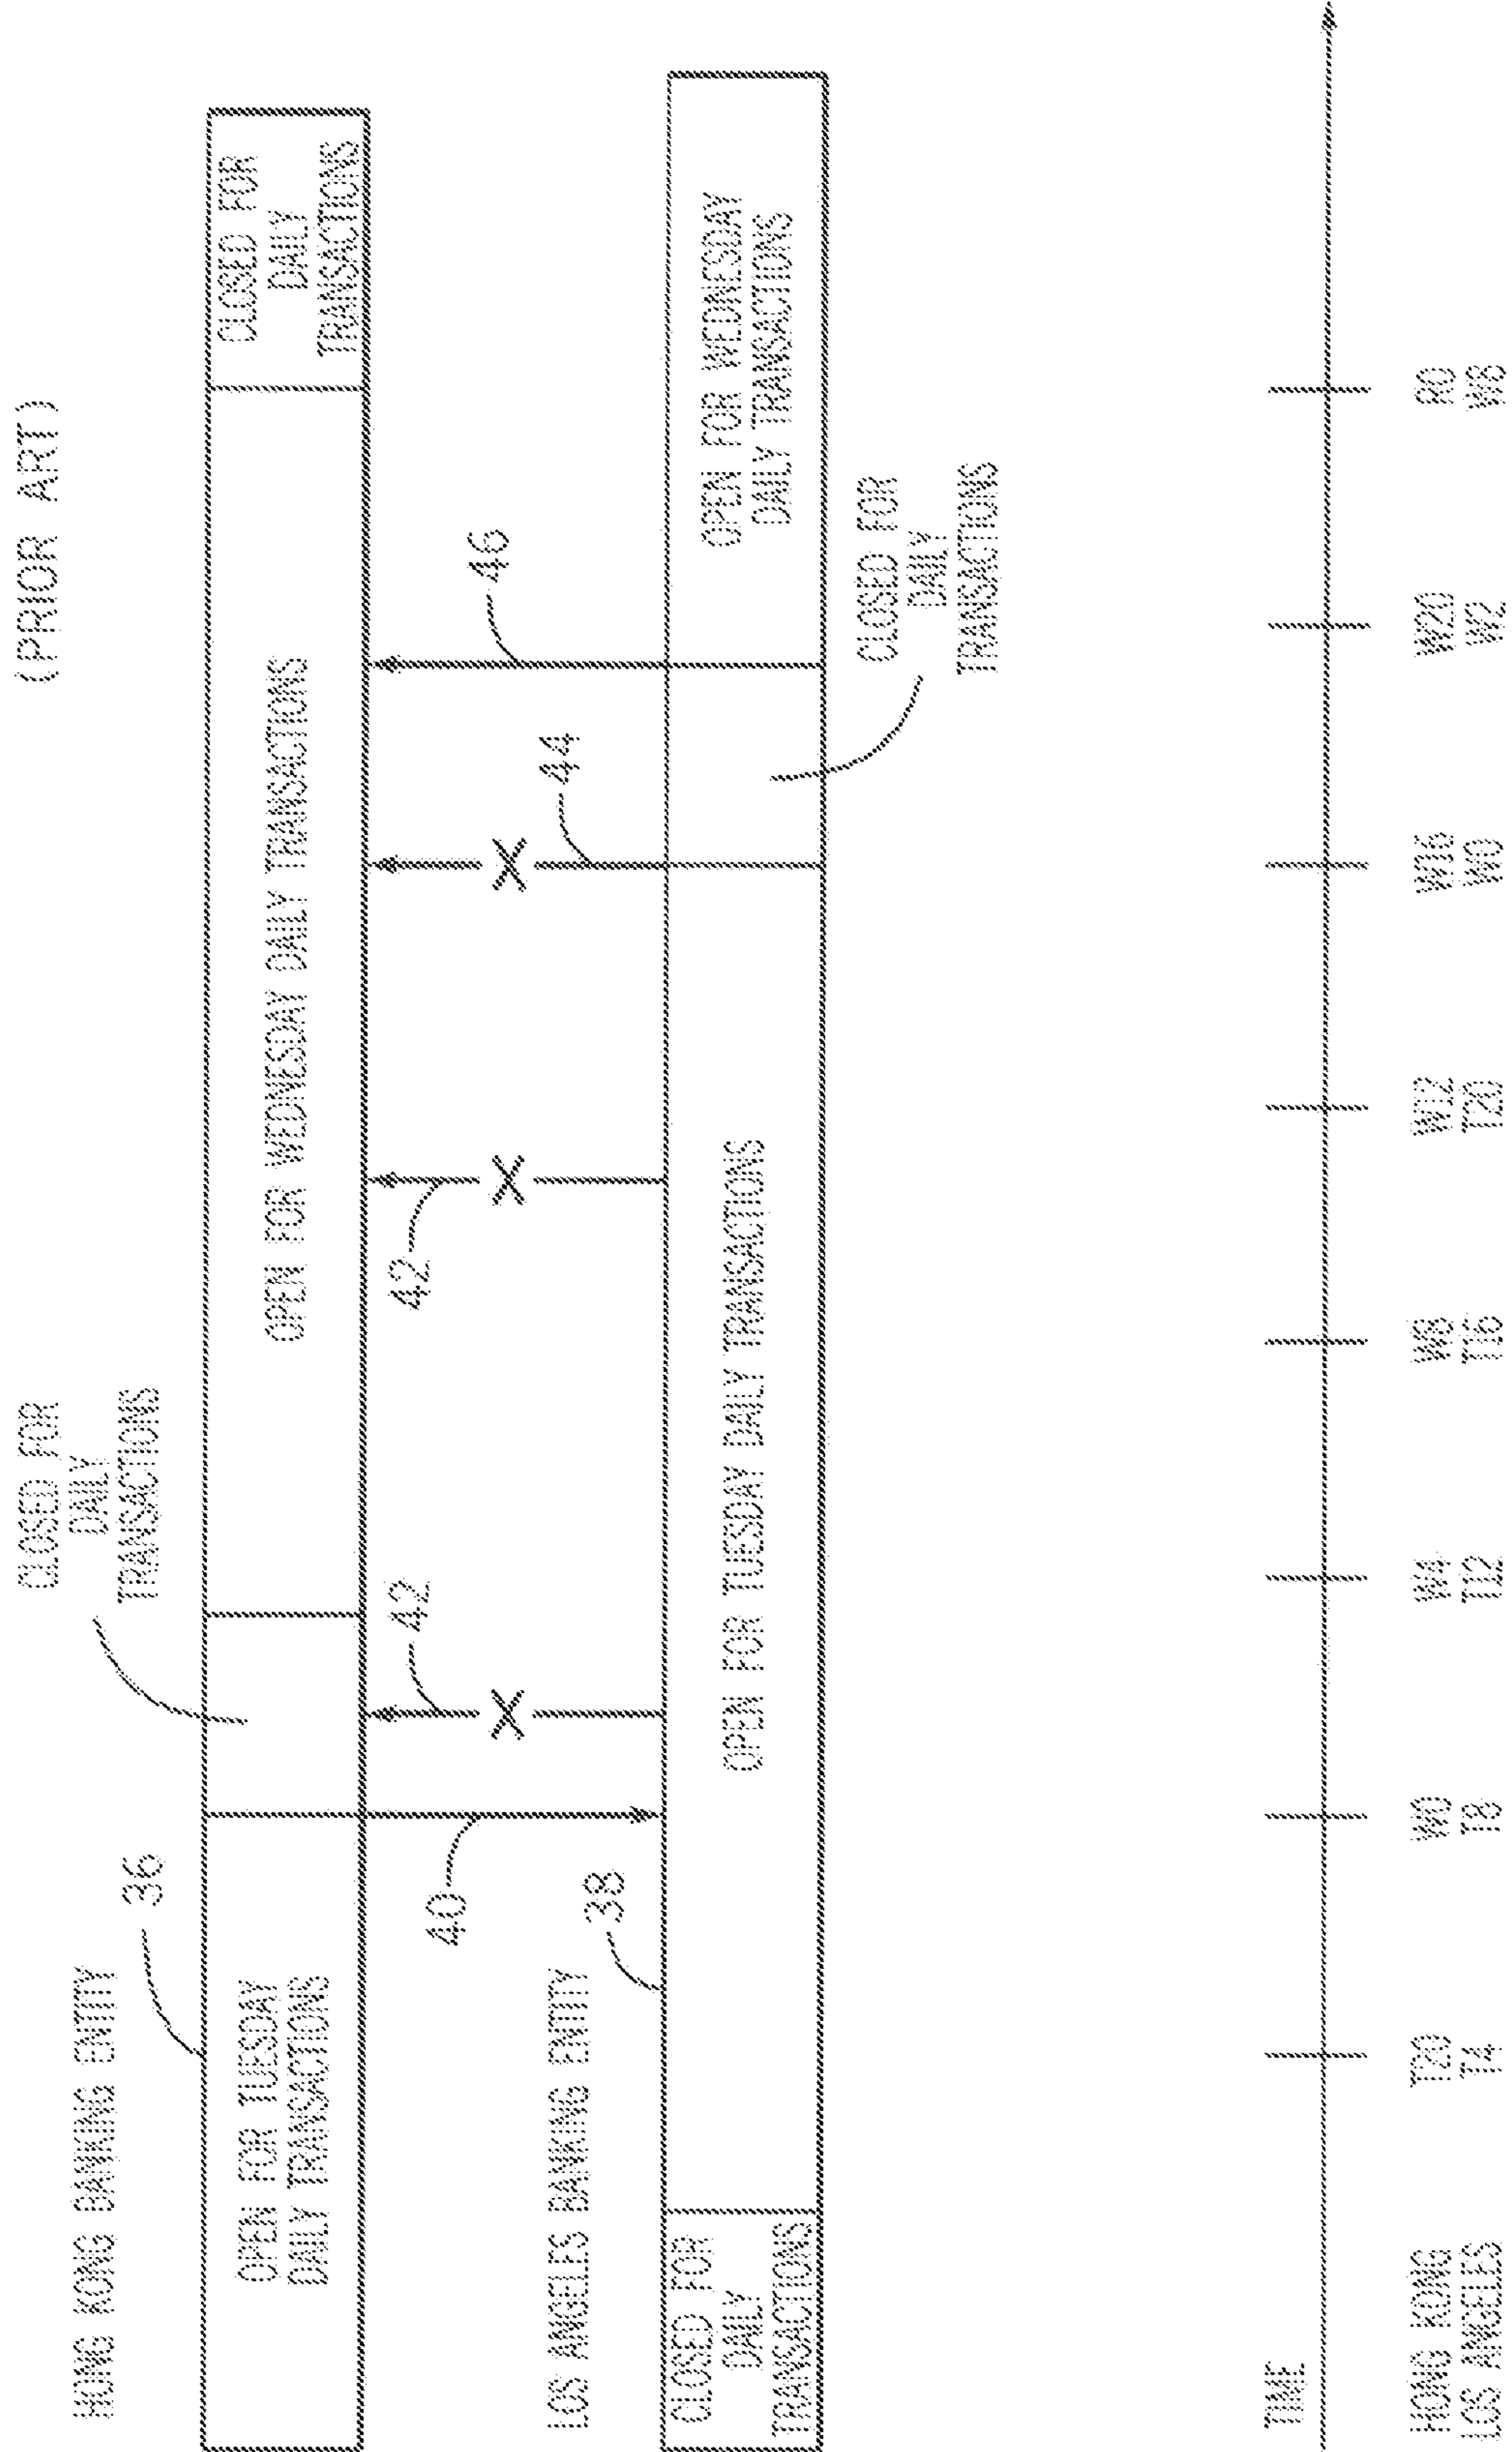 (PRIOR ART)
HONG KONG BANKING ENTITY
36
CLOSED FOR
DAILY
TRANSACTIONS
OPEN FOR TUESDAY
DAILY TRANSACTIONS
OPEN FOR WEDNESDAY DAILY TRANSACTIONS
CLOSED FOR
DAILY
TRANSACTIONS
40
42
42
44
46
LOS ANGELES BANKING ENTITY
38
CLOSED FOR
DAILY
TRANSACTIONS
OPEN FOR TUESDAY DAILY TRANSACTIONS
OPEN FOR WEDNESDAY
DAILY TRANSACTIONS
CLOSED FOR
DAILY
TRANSACTIONS
TIME
HONG KONG T20 W0 W4 W8 W12 W16 W20 R0
LOS ANGELES T4 T8 T12 T16 T20 W0 W2 W8